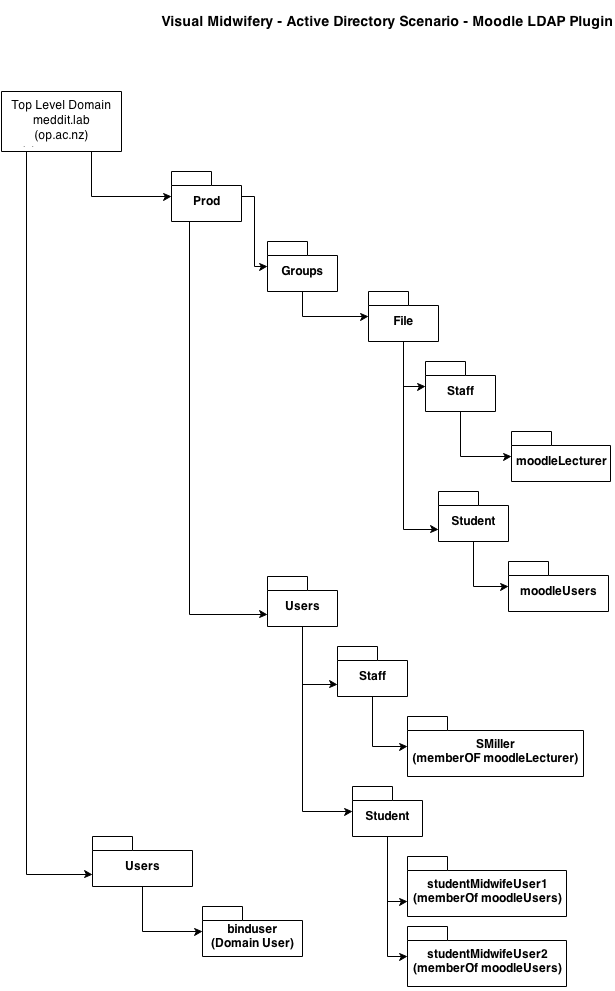 Visual Midwifery - Active Directory Scenario - Moodle LDAP Plugin
Top Level Domain
meddit.lab
(op.ac.nz)
Prod
Groups
File
Staff
moodleLecturer
Student
moodleUsers
Users
Staff
SMiller
(memberOF moodleLecturer)
Student
Users
studentMidwifeUser1
(memberOf moodleUsers)
binduser
(Domain User)
studentMidwifeUser2
(memberOf moodleUsers)